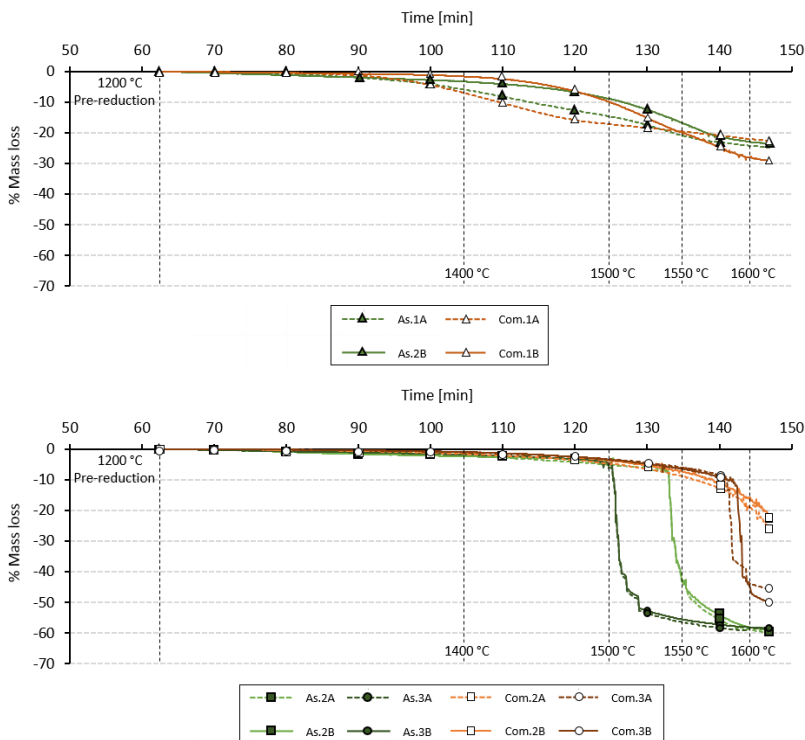 Time [min]
50 60 70 80 90 100 110 120 130 140 150
0
-10
-20
-30
-40
-50
-60
-70
% Mass loss
1200 °C
Pre-reduction
1400 °C 1500 °C 1550 °C 1600 °C
As.1A Com.1A
As.2B Com.1B
Time [min]
50 60 70 80 90 100 110 120 130 140 150
0
-10
-20
-30
-40
-50
-60
-70
% Mass loss
1200 °C
Pre-reduction
1400 °C 1500 °C 1550 °C 1600 °C
As.2A As.3A Com.2A Com.3A
As.2B As.3B Com.2B Com.3B